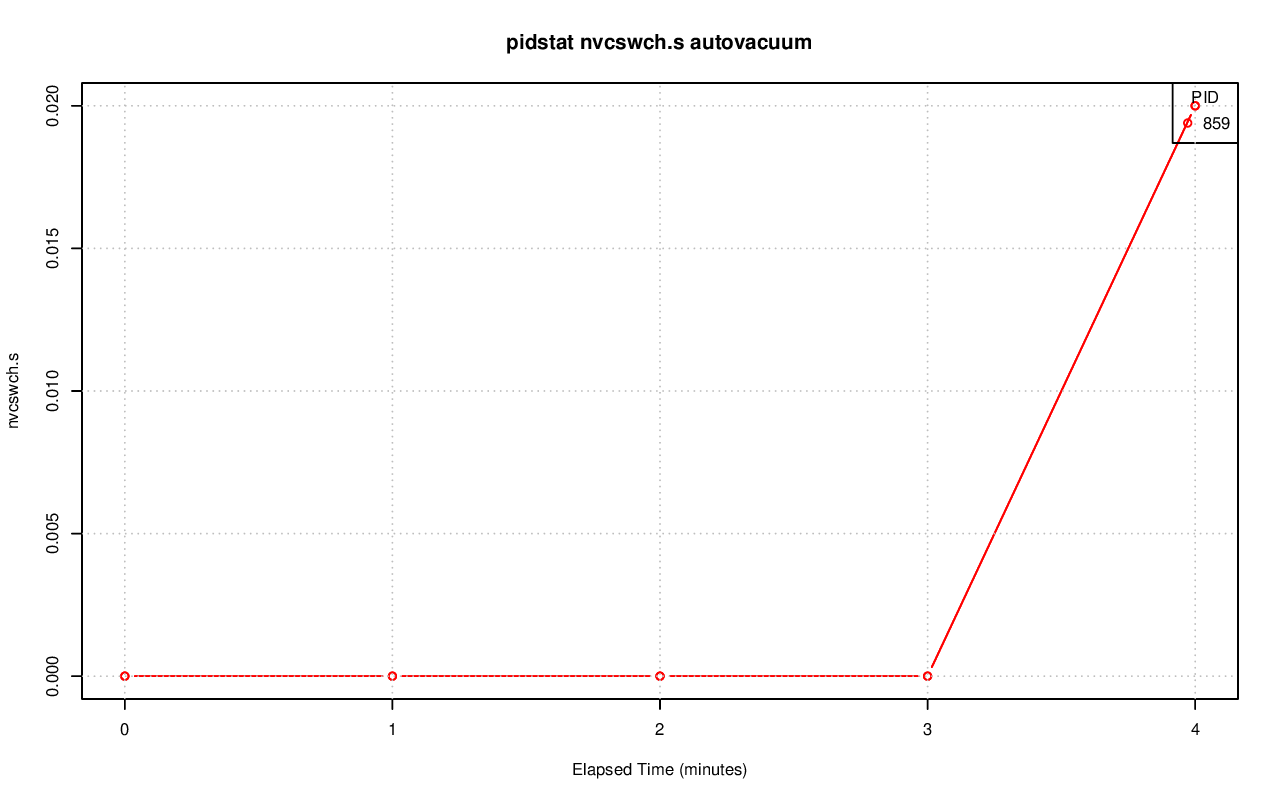 pidstat nvcswch.s autovacuum
PID
859
0.020
0.015
0.010
0.005
0.000
nvcswch.s
0 1 2 3 4
Elapsed Time (minutes)